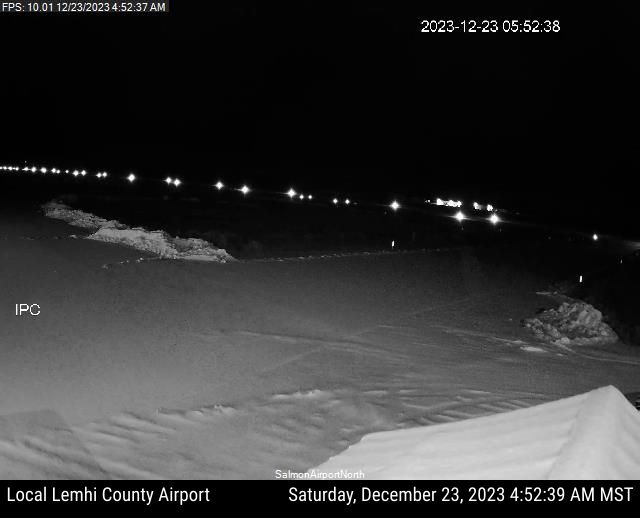 FPS: 10.01 12/23/2023 4:52:37 AM
2023-12-23 05:52:38
IPC
SalmonAirportNorth
Local Lemhi County Airport
Saturday, December 23, 2023 4:52:39 AM MST